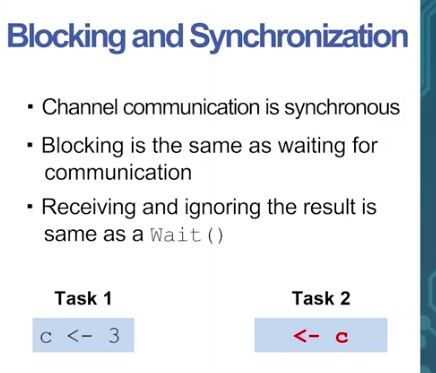 Blocking and Synchronization
▪ Channel communication is synchronous
▪ Blocking is the same as waiting for
communication
▪ Receiving and ignoring the result is
same as a Wait()
Task 1
Task 2
c <- 3
<- c